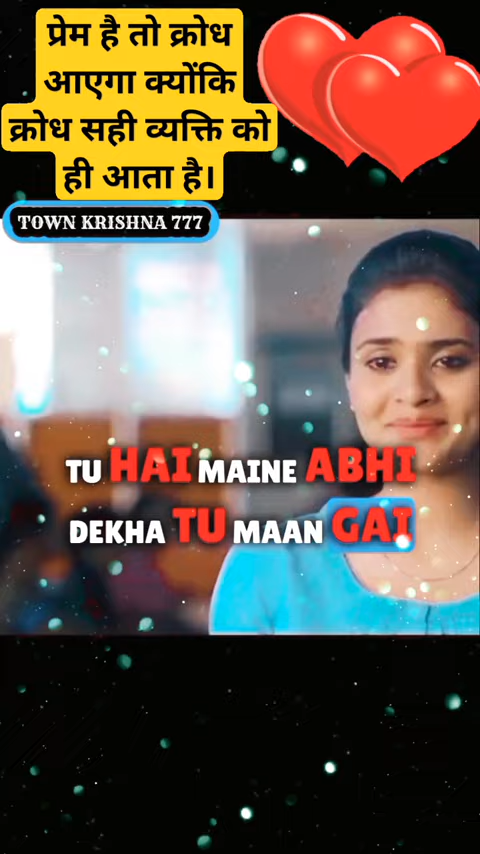 प्रेम है तो क्रोध
आएगा क्योंकि
क्रोध सही व्यक्ति को
ही आता है।
TOWN KRISHNA 777
TU HAI MAINE ABHI
DEKHA TU MAAN GAI